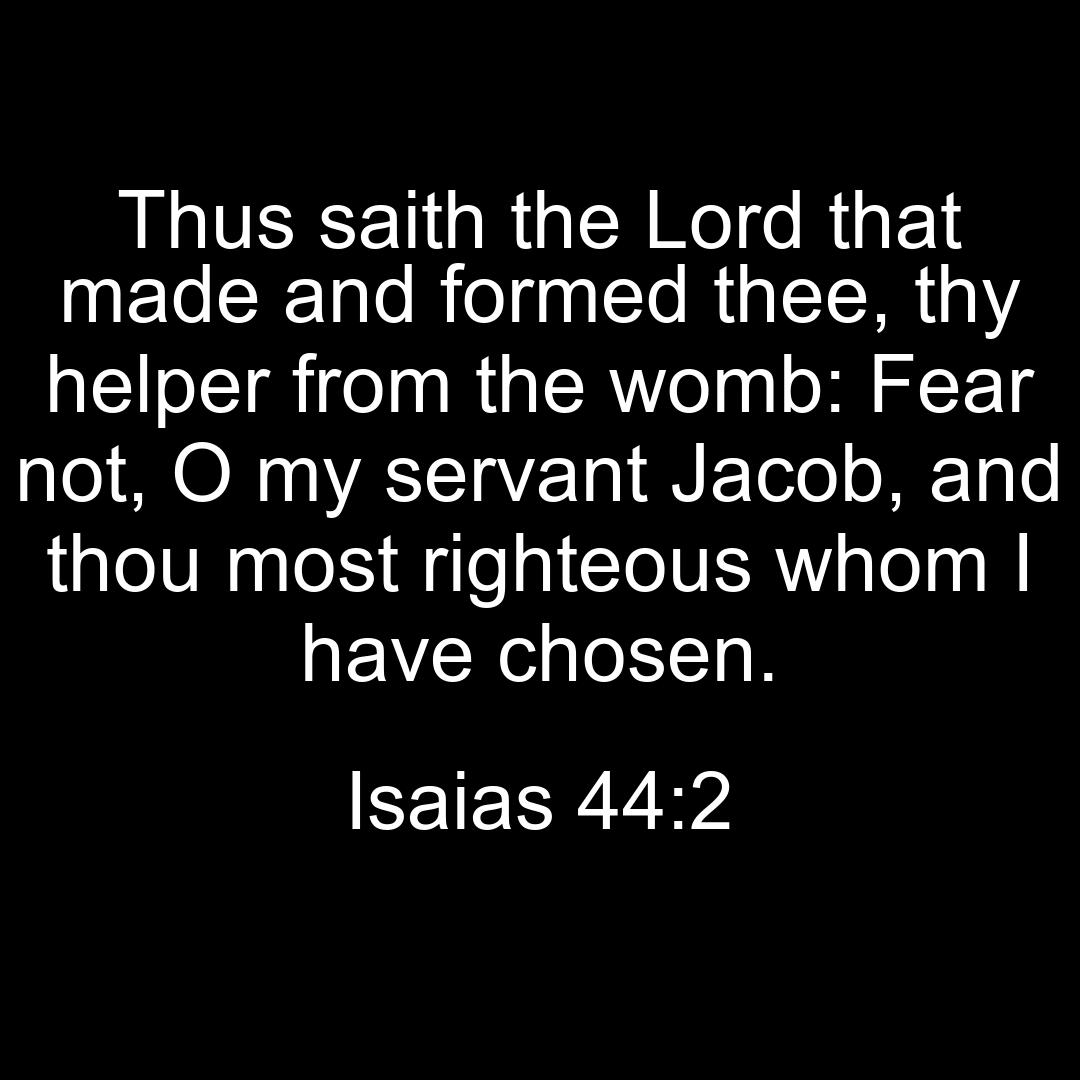 Thus saith the Lord that
made and formed thee, thy
helper from the womb: Fear
not, O my servant Jacob, and
thou most righteous whom I
have chosen.
Isaias 44:2